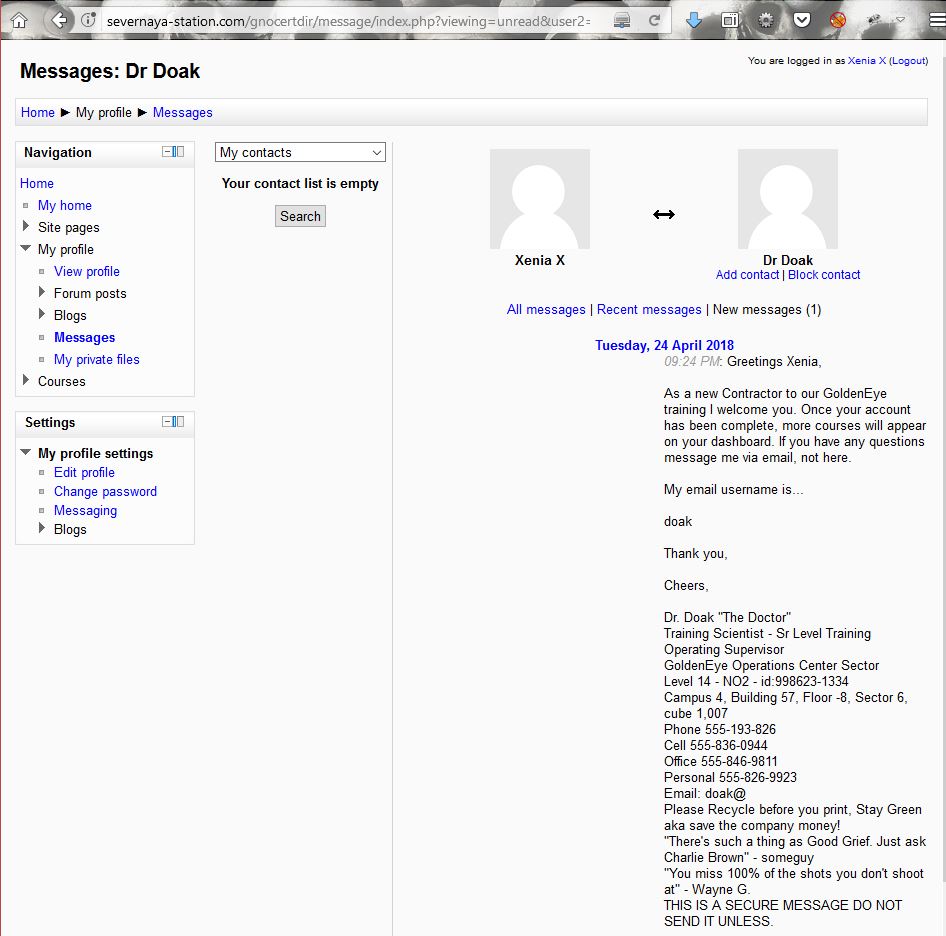 severnaya-station.com/gnocertdir/message/index.php?viewing=unread&user2=
Messages: Dr Doak
You are logged in as Xenia X (Logout)
Home ► My profile ► Messages
Navigation
Home
My home
Site pages
My profile
View profile
Forum posts
Blogs
Messages
My private files
Courses
Settings
My profile settings
Edit profile
Change password
Messaging
Blogs
My contacts
Your contact list is empty
Search
Xenia X
Dr Doak
Add contact | Block contact
All messages | Recent messages | New messages (1)
Tuesday, 24 April 2018
09:24 PM: Greetings Xenia,
As a new Contractor to our GoldenEye
training I welcome you. Once your account
has been complete, more courses will appear
on your dashboard. If you have any questions
message me via email, not here.
My email username is...
doak
Thank you,
Cheers,
Dr. Doak "The Doctor"
Training Scientist - Sr Level Training
Operating Supervisor
GoldenEye Operations Center Sector
Level 14 - NO2 - id:998623-1334
Campus 4, Building 57, Floor -8, Sector 6,
cube 1,007
Phone 555-193-826
Cell 555-836-0944
Office 555-846-9811
Personal 555-826-9923
Email: doak@
Please Recycle before you print, Stay Green
aka save the company money!
"There's such a thing as Good Grief. Just ask
Charlie Brown" - someguy
"You miss 100% of the shots you don't shoot
at" - Wayne G.
THIS IS A SECURE MESSAGE DO NOT
SEND IT UNLESS.